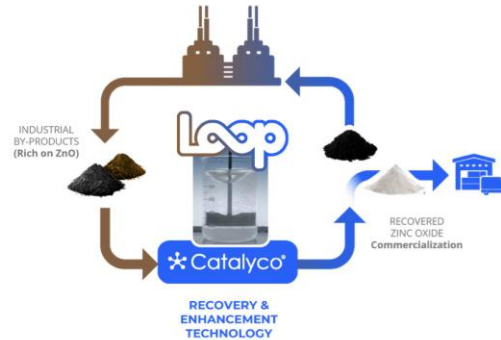 Loop
INDUSTRIAL
BY-PRODUCTS
(Rich on ZnO)
RECOVERED
ZINC OXIDE
Commercialization
Catalyco®
RECOVERY &
ENHANCEMENT
TECHNOLOGY